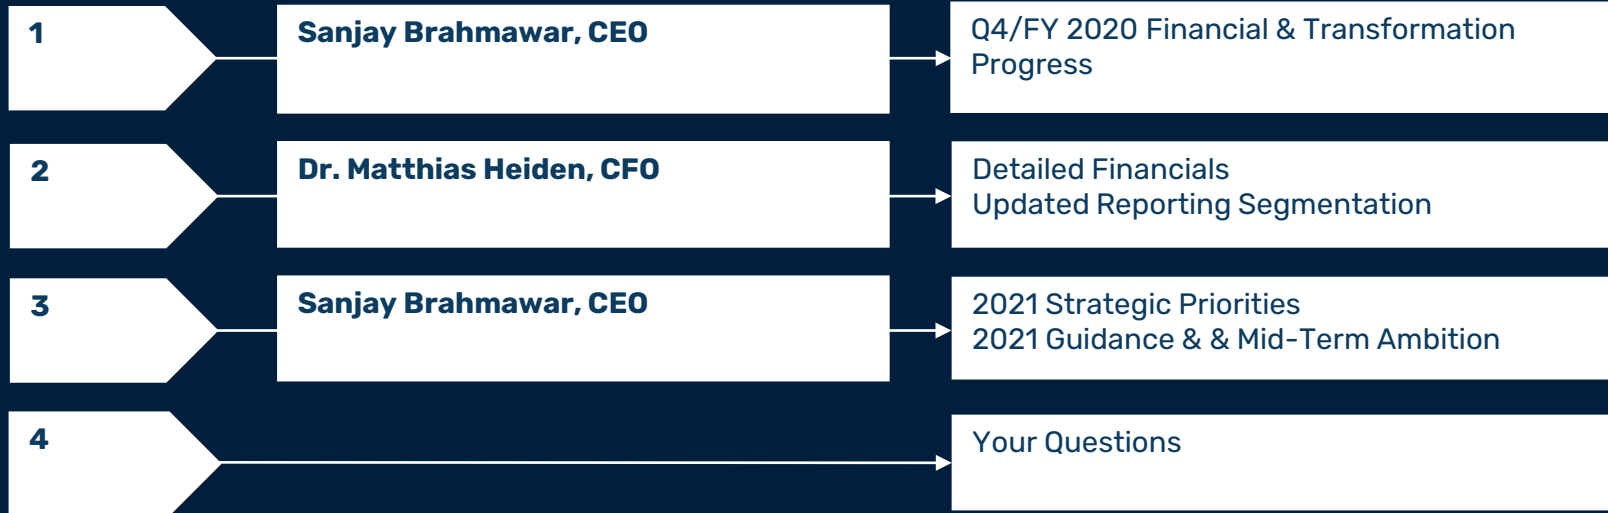 1
Sanjay Brahmawar, CEO
Q4/FY 2020 Financial & Transformation
Progress
2
Dr. Matthias Heiden, CFO
Detailed Financials
Updated Reporting Segmentation
3
Sanjay Brahmawar, CEO
2021 Strategic Priorities
2021 Guidance & & Mid-Term Ambition
4
Your Questions